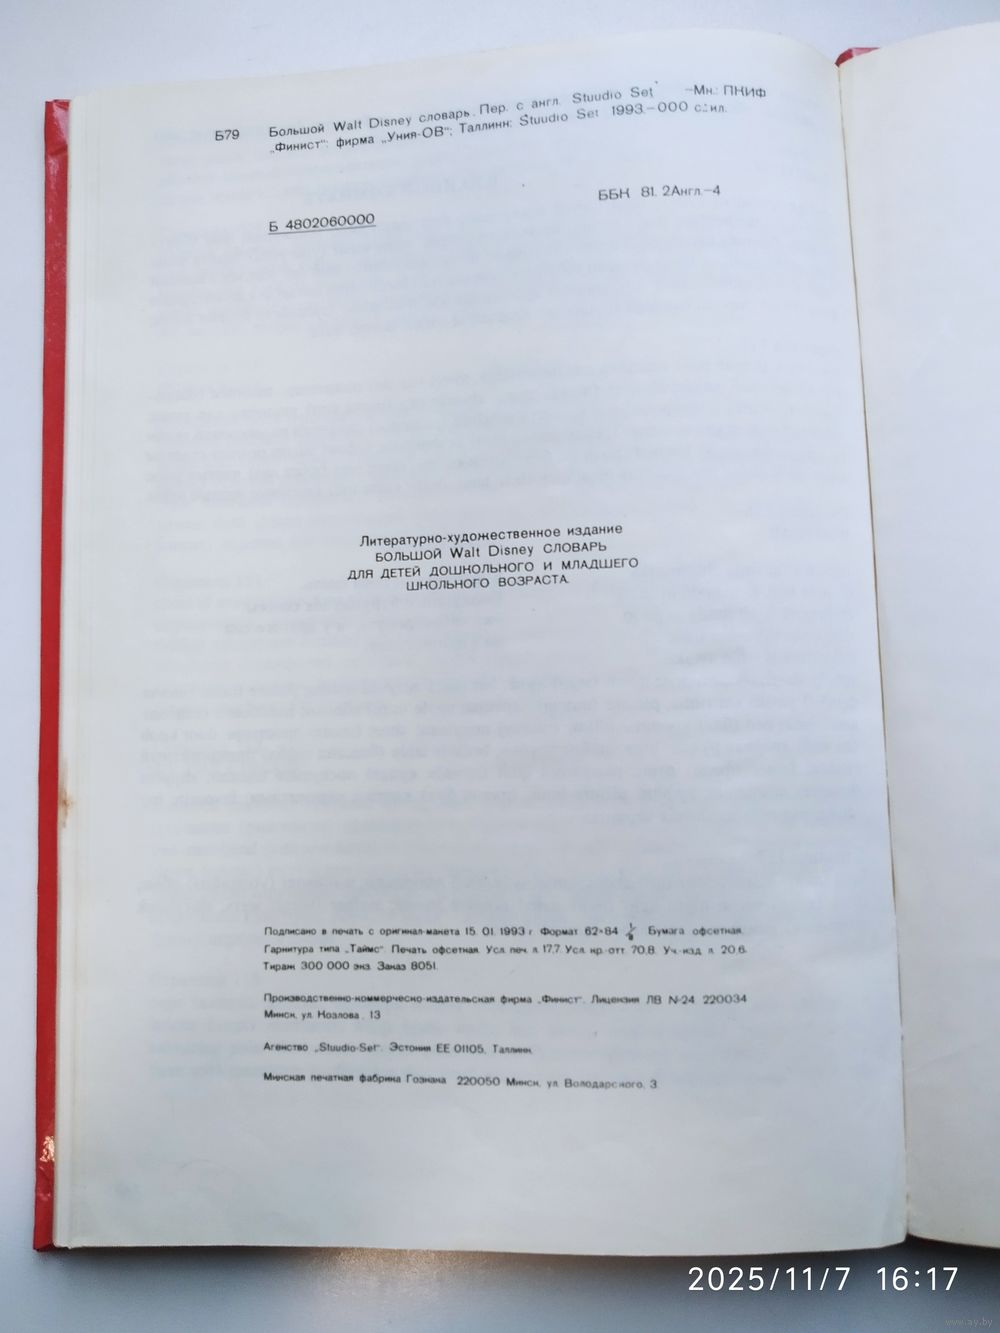 Б79 Большой Walt Disney словарь. Пер. с англ. Stuudio Set —Мн.: ПКИФ
„Финист": фирма „Уния-ОВ"; Таллинн: Stuudio Set 1993.—000 с.: ил.
ББК 81. 2Англ.—4
Б 4802060000
Литературно-художественное издание
БОЛЬШОЙ Walt Disney СЛОВАРЬ
ДЛЯ ДЕТЕЙ ДОШКОЛЬНОГО И МЛАДШЕГО
ШКОЛЬНОГО ВОЗРАСТА.
Подписано в печать с оригинал-макета 15. 01. 1993 г. Формат 62×84 1/8 Бумага офсетная.
Гарнитура типа „Таймс". Печать офсетная. Усл. печ. л. 17,7. Усл. кр.-отт. 70,8. Уч.-изд. л. 20,6.
Тираж 300 000 экз. Заказ 8051.
Производственно-коммерческо-издательская фирма „Финист". Лицензия ЛВ N-24 220034
Минск, ул. Козлова, 13
Агенство „Stuudio-Set". Эстония EE 01105, Таллинн,
Минская печатная фабрика Гознака 220050 Минск, ул. Володарского, 3
2025/11/7 16:17
www.ay.by